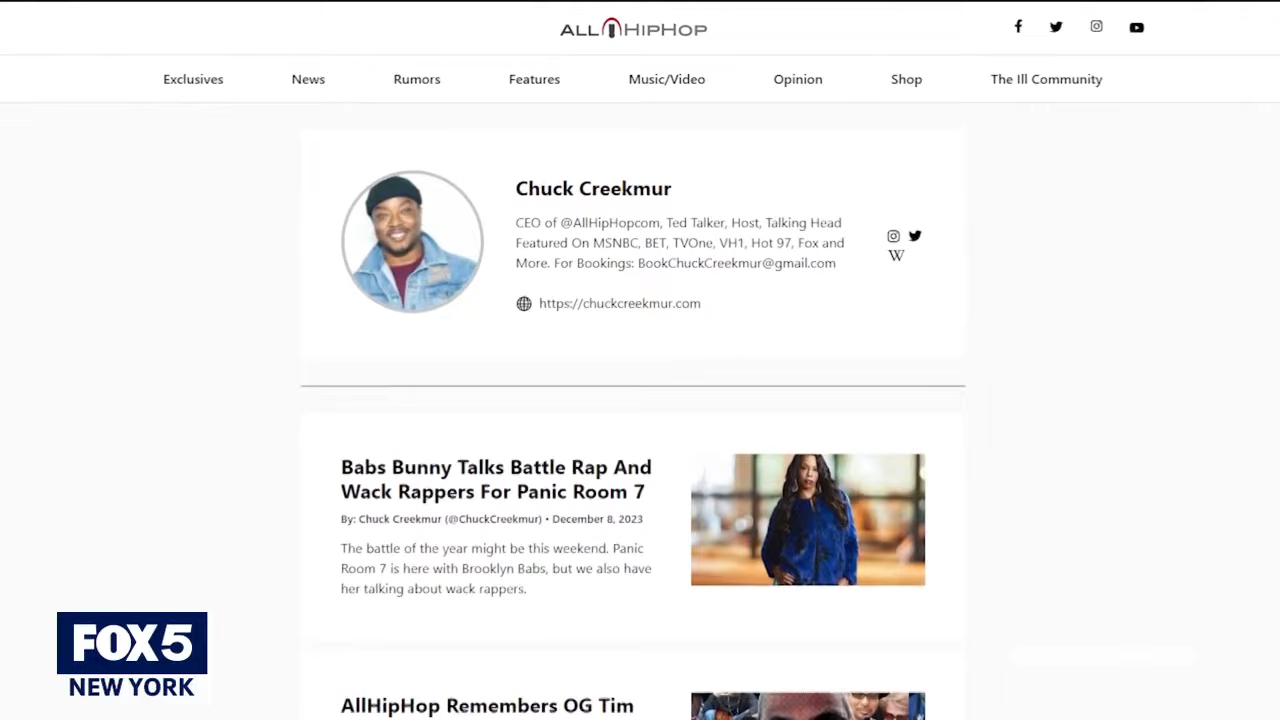 ALL HIPHOP
Exclusives News Rumors Features Music/Video Opinion Shop The Ill Community
Chuck Creekmur
CEO of @AllHipHopcom, Ted Talker, Host, Talking Head
Featured On MSNBC, BET, TVOne, VH1, Hot 97, Fox and
More. For Bookings: BookChuckCreekmur@gmail.com
W
https://chuckcreekmur.com
Babs Bunny Talks Battle Rap And
Wack Rappers For Panic Room 7
By: Chuck Creekmur (@ChuckCreekmur) • December 8, 2023
The battle of the year might be this weekend. Panic
Room 7 is here with Brooklyn Babs, but we also have
her talking about wack rappers.
AllHipHop Remembers OG Tim
FOX5
NEW YORK